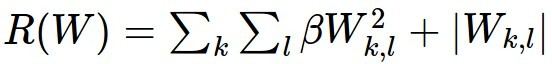 R(W) = ∑_k ∑_l βW_{k,l}^2 + |W_{k,l}|